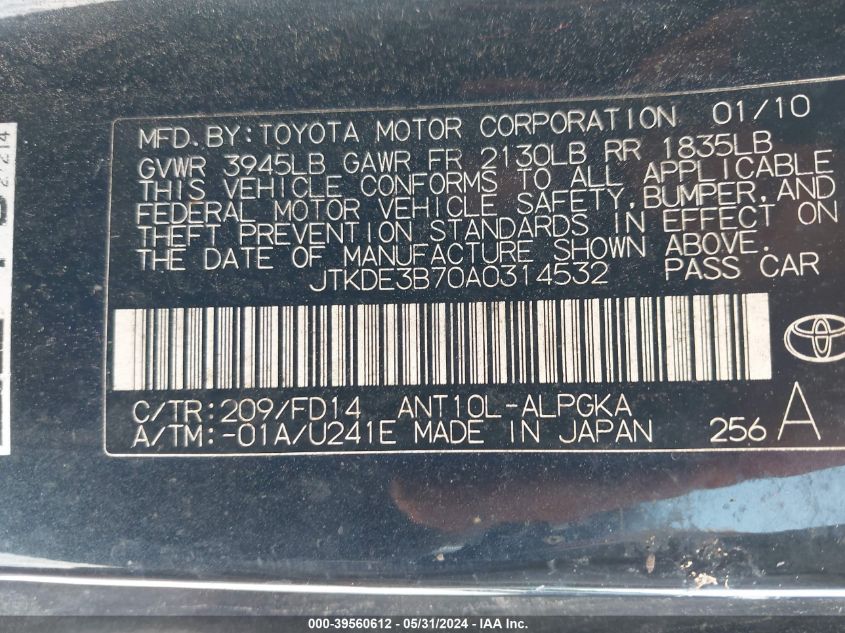 MFD.BY:TOYOTA MOTOR CORPORATION 01/10
GVWR 3945LB GAWR FR 2130LB RR 1835LB
THIS VEHICLE CONFORMS TO ALL APPLICABLE
FEDERAL MOTOR VEHICLE SAFETY,BUMPER,AND
THEFT PREVENTION STANDARDS IN EFFECT ON
THE DATE OF MANUFACTURE SHOWN ABOVE.
JTKDE3B70A0314532 PASS CAR
C/TR:209/FD14 ANT10L-ALPGKA
A/TM:-01A/U241E MADE IN JAPAN 256 A
000-39560612 - 05/31/2024 - IAA Inc.